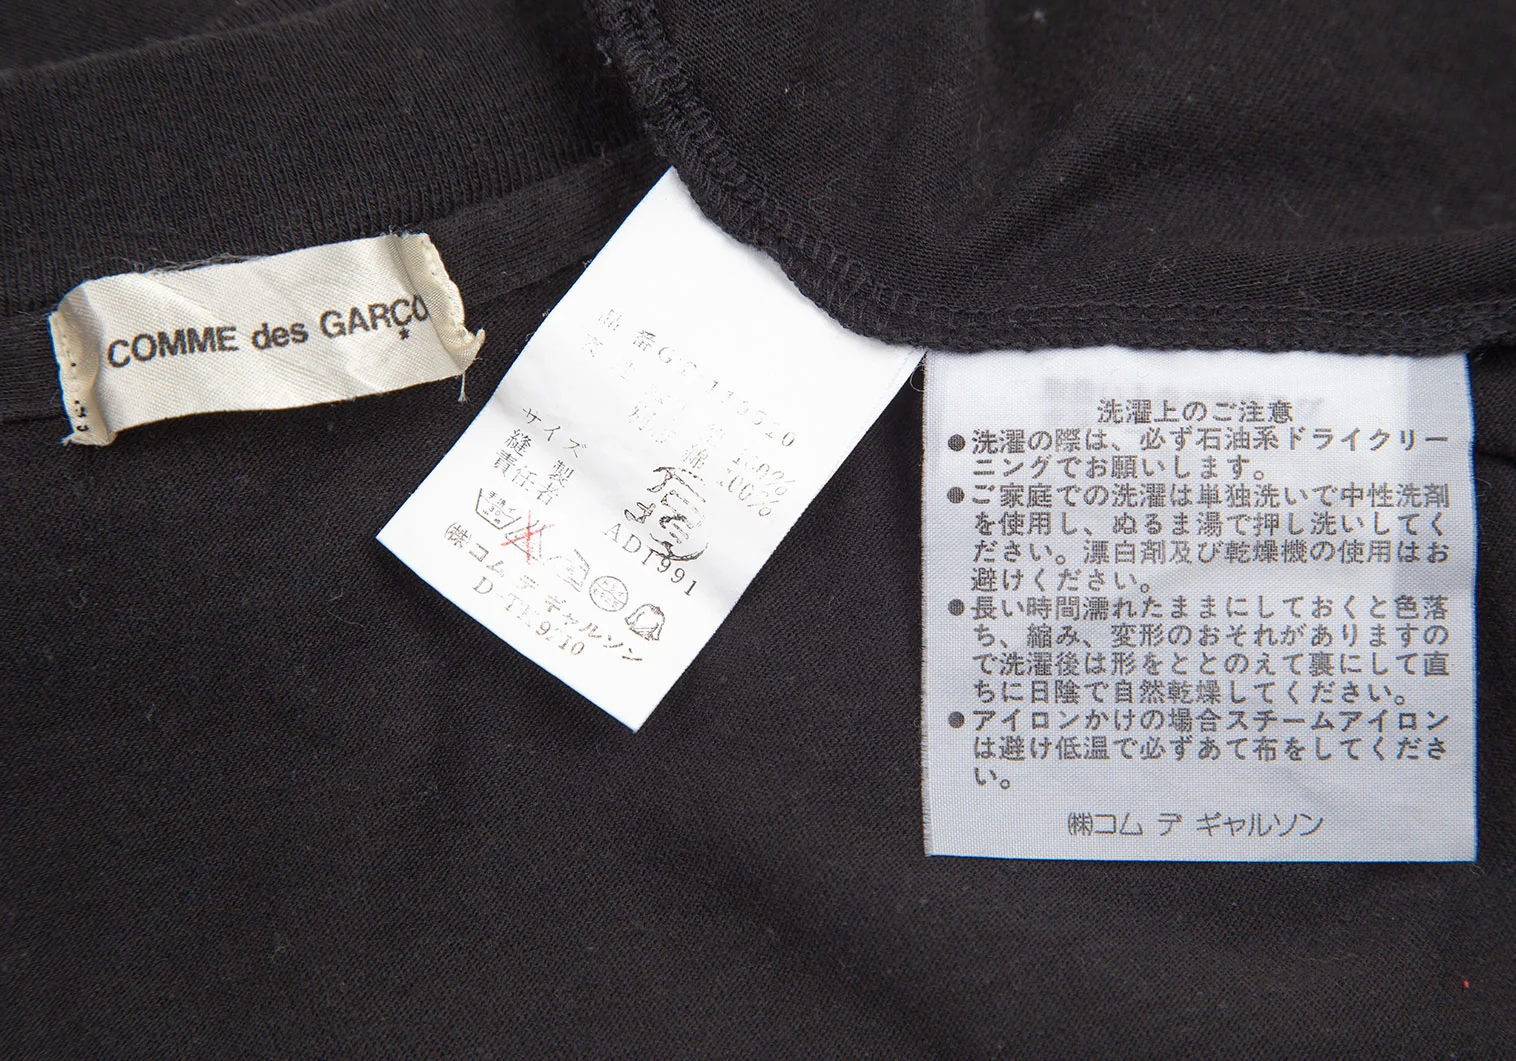 COMME des GARÇO
品 番
119510
100%
綿 100%
サイズ
縫 製
責任者
AD1991
㈱コム デ ギャルソン
洗濯上のご注意
●洗濯の際は、必ず石油系ドライクリー
ニングでお願いします。
●ご家庭での洗濯は単独洗いで中性洗剤
を使用し、ぬるま湯で押し洗いしてく
ださい。漂白剤及び乾燥機の使用はお
避けください。
●長い時間濡れたままにしておくと色落
ち、縮み、変形のおそれがありますの
で洗濯後は形をととのえて裏にして直
ちに日陰で自然乾燥してください。
●アイロンかけの場合スチームアイロン
は避け低温で必ずあて布をしてくださ
い。
㈱コム デ ギャルソン